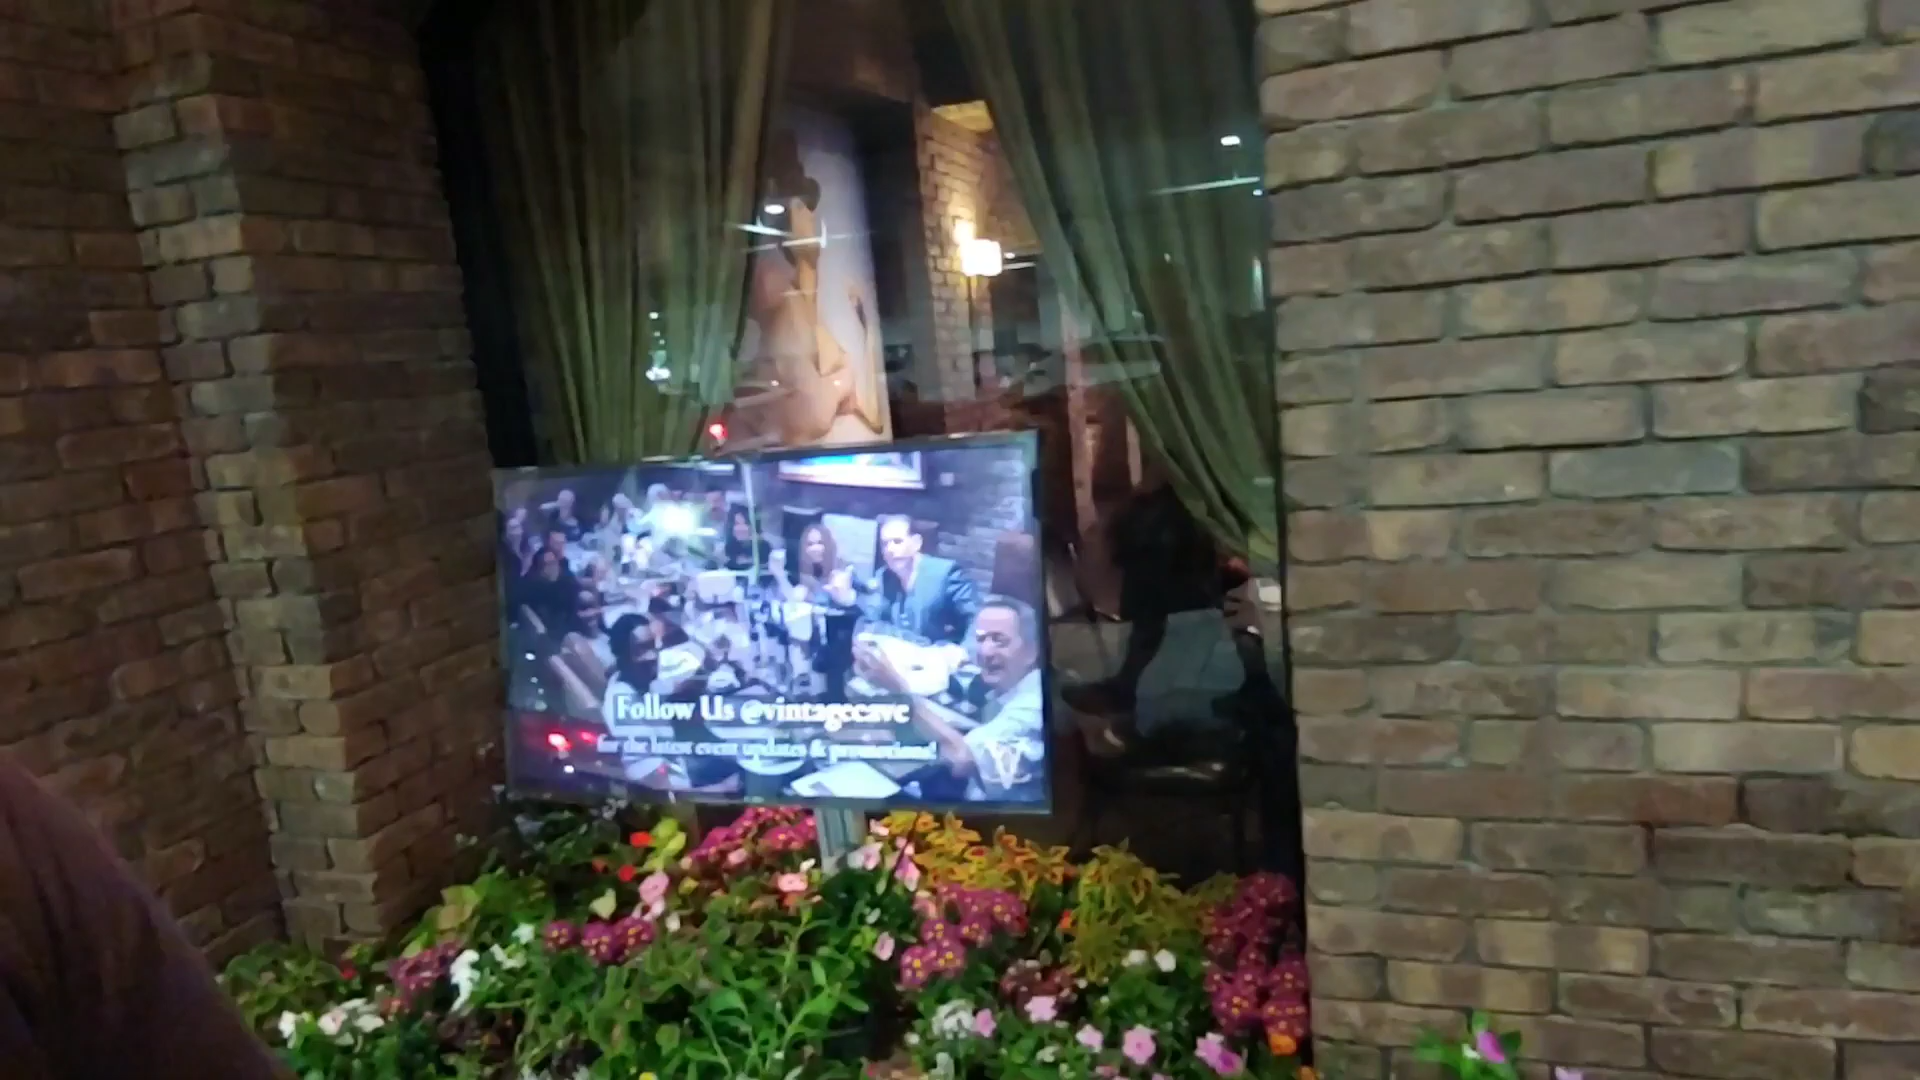 Follow Us @vintagecave
for the latest event updates & promotions!
V